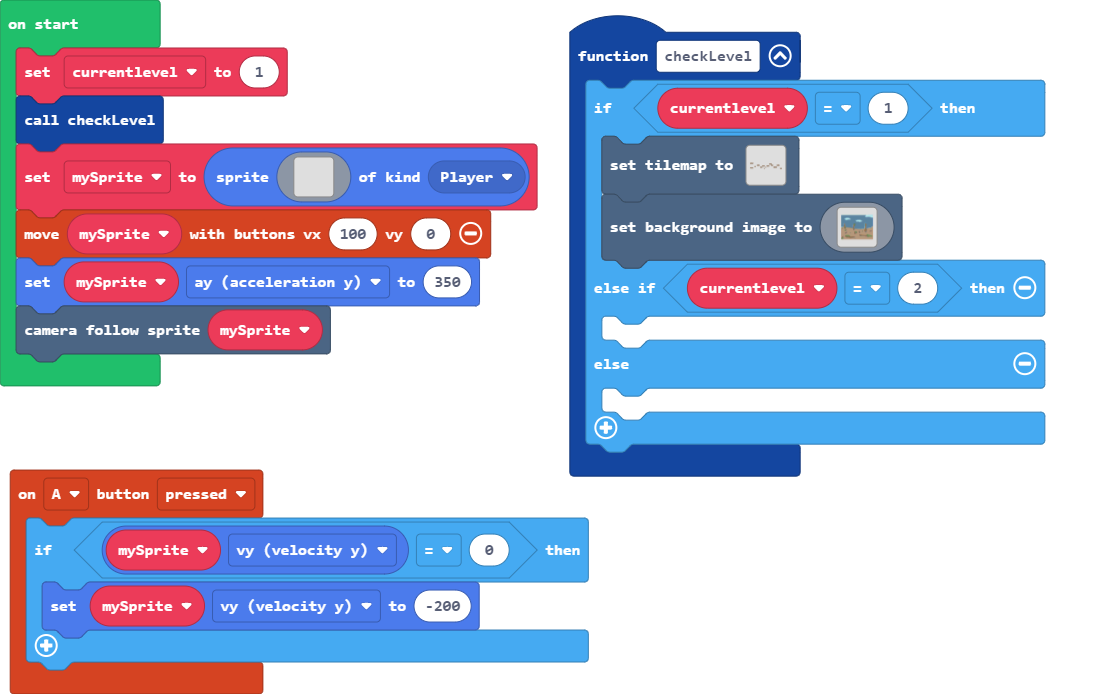 on start
set currentlevel to 1
call checkLevel
set mySprite to sprite of kind Player
move mySprite with buttons vx 100 vy 0
set mySprite ay (acceleration y) to 350
camera follow sprite mySprite
function checkLevel
if currentlevel = 1 then
set tilemap to
set background image to
else if currentlevel = 2 then
else
on A button pressed
if mySprite vy (velocity y) = 0 then
set mySprite vy (velocity y) to -200